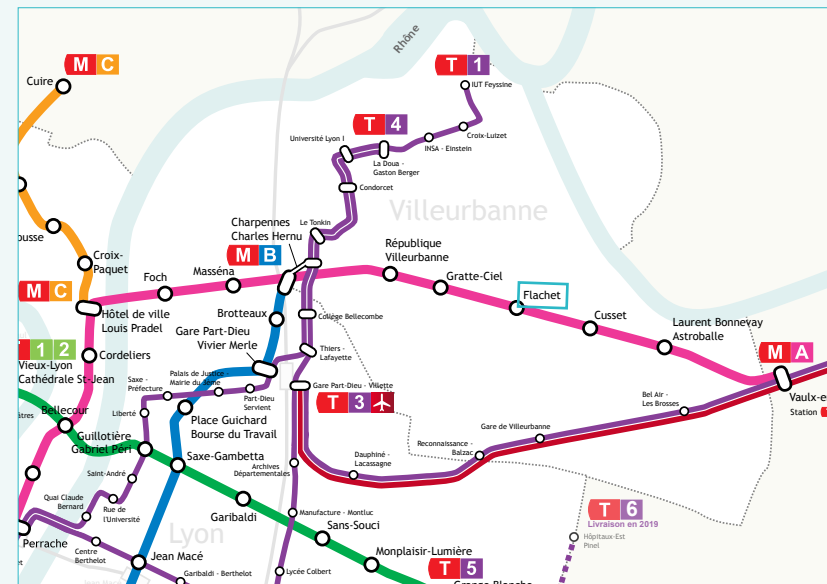 Rhône
M C
Cuire
T 1
IUT Feyssine
T 4
Croix-Luizet
INSA - Einstein
Université Lyon I
La Doua -
Gaston Berger
Condorcet
Villeurbanne
Le Tonkin
Charpennes
Charles Hernu
M B
République
Villeurbanne
Croix-
Paquet
Foch
Masséna
Gratte-Ciel
Flachet
M C
Hôtel de ville
Louis Pradel
Brotteaux
Collège Bellecombe
Cusset
Laurent Bonnevay
Astroballe
Gare Part-Dieu
Vivier Merle
Thiers -
Lafayette
1 2
Vieux-Lyon
Cathédrale St-Jean
Cordeliers
M A
Saxe -
Préfecture
Palais de Justice -
Mairie du 3ème
Part-Dieu
Servient
Gare Part-Dieu - Villette
T 3
Bel Air -
Les Brosses
Vaulx-e
Station
Bellecour
Liberté
Place Guichard
Bourse du Travail
Gare de Villeurbanne
Guillotière
Gabriel Péri
Reconnaissance -
Balzac
Saxe-Gambetta
Dauphiné -
Lacassagne
Archives
Départementales
Saint-André
Quai Claude
Bernard
Rue de
l'Université
Garibaldi
Manufacture - Montluc
T 6
Livraison en 2019
Sans-Souci
Lyon
Hôpitaux-Est
Pinel
Perrache
Centre
Berthelot
Jean Macé
Monplaisir-Lumière
Garibaldi - Berthelot
Lycée Colbert
T 5